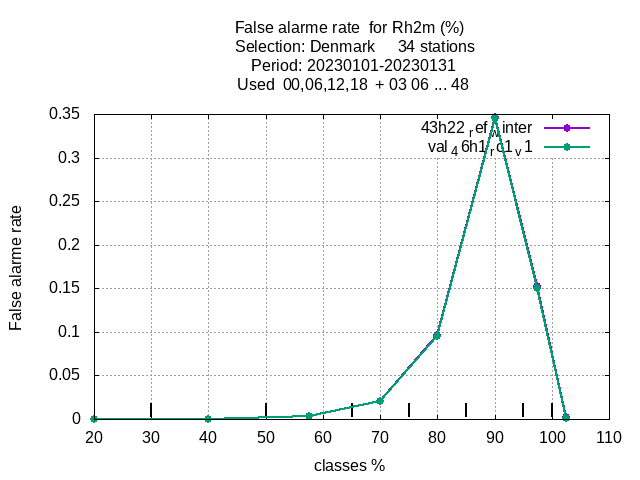 False alarme rate  for Rh2m (%)
Selection: Denmark     34 stations
Period: 20230101-20230131
Used  00,06,12,18  + 03 06 ... 48
43h22_ref_winter
val_46h1_rc1_v1
0.35
0.3
0.25
0.2
0.15
0.1
0.05
0
False alarme rate
20 30 40 50 60 70 80 90 100 110
classes %